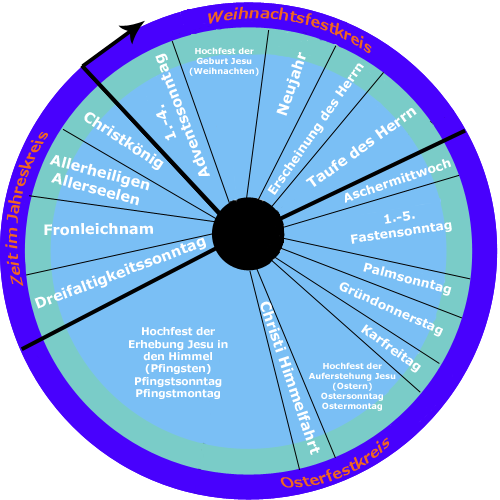 Weihnachtsfestkreis
1.-4.
Adventssonntag
Hochfest der
Geburt Jesu
(Weihnachten)
Neujahr
Erscheinung des Herrn
Taufe des Herrn
Aschermittwoch
1.-5.
Fastensonntag
Palmsonntag
Gründonnerstag
Karfreitag
Hochfest der
Auferstehung Jesu
(Ostern)
Ostersonntag
Ostermontag
Osterfestkreis
Christi Himmelfahrt
Hochfest der
Erhebung Jesu in
den Himmel
(Pfingsten)
Pfingstsonntag
Pfingstmontag
Dreifaltigkeitssonntag
Fronleichnam
Allerheiligen
Allerseelen
Christkönig
Zeit im Jahreskreis